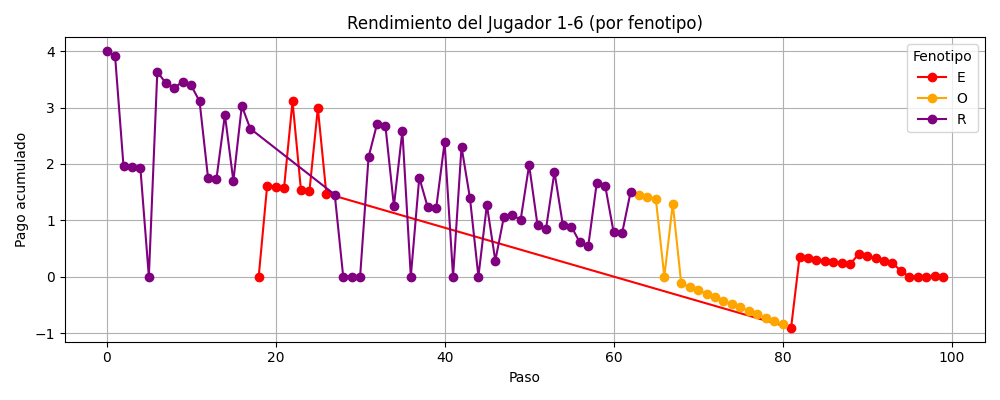 Rendimiento del Jugador 1-6 (por fenotipo)
Pago acumulado
4
3
2
1
0
−1
Fenotipo
E
O
R
0 20 40 60 80 100
Paso